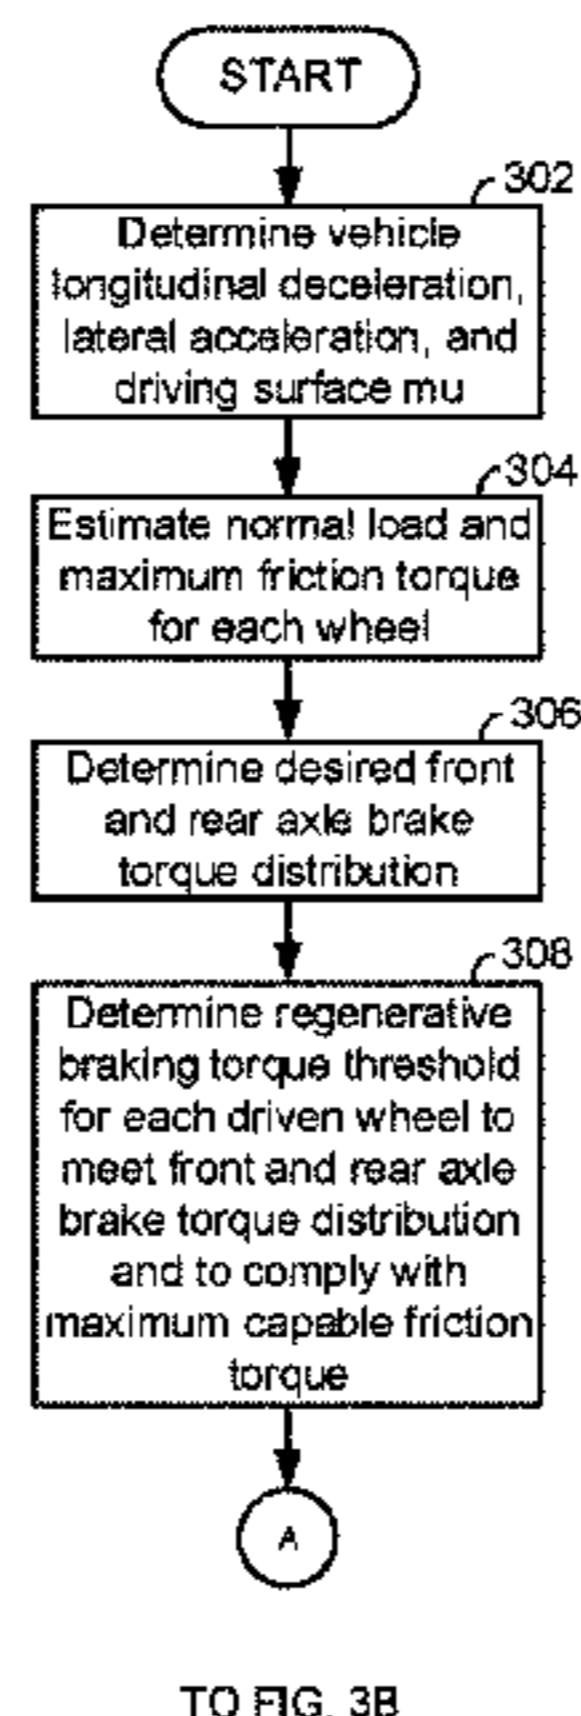 START
302
Determine vehicle
longitudinal deceleration,
lateral acceleration, and
driving surface mu
304
Estimate normal load and
maximum friction torque
for each wheel
306
Determine desired front
and rear axle brake
torque distribution
308
Determine regenerative
braking torque threshold
for each driven wheel to
meet front and rear axle
brake torque distribution
and to comply with
maximum capable friction
torque
A
TO FIG. 3B